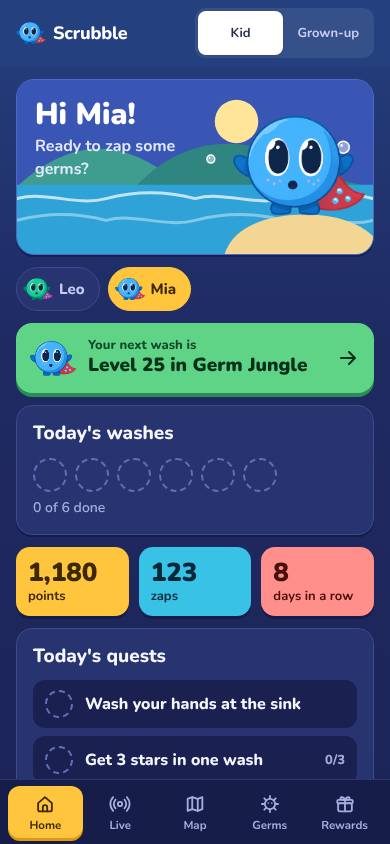 Scrubble
Kid
Grown-up
Hi Mia!
Ready to zap some
germs?
Leo
Mia
Your next wash is
Level 25 in Germ Jungle
Today's washes
0 of 6 done
1,180
points
123
zaps
8
days in a row
Today's quests
Wash your hands at the sink
Get 3 stars in one wash
0/3
Home
Live
Map
Germs
Rewards